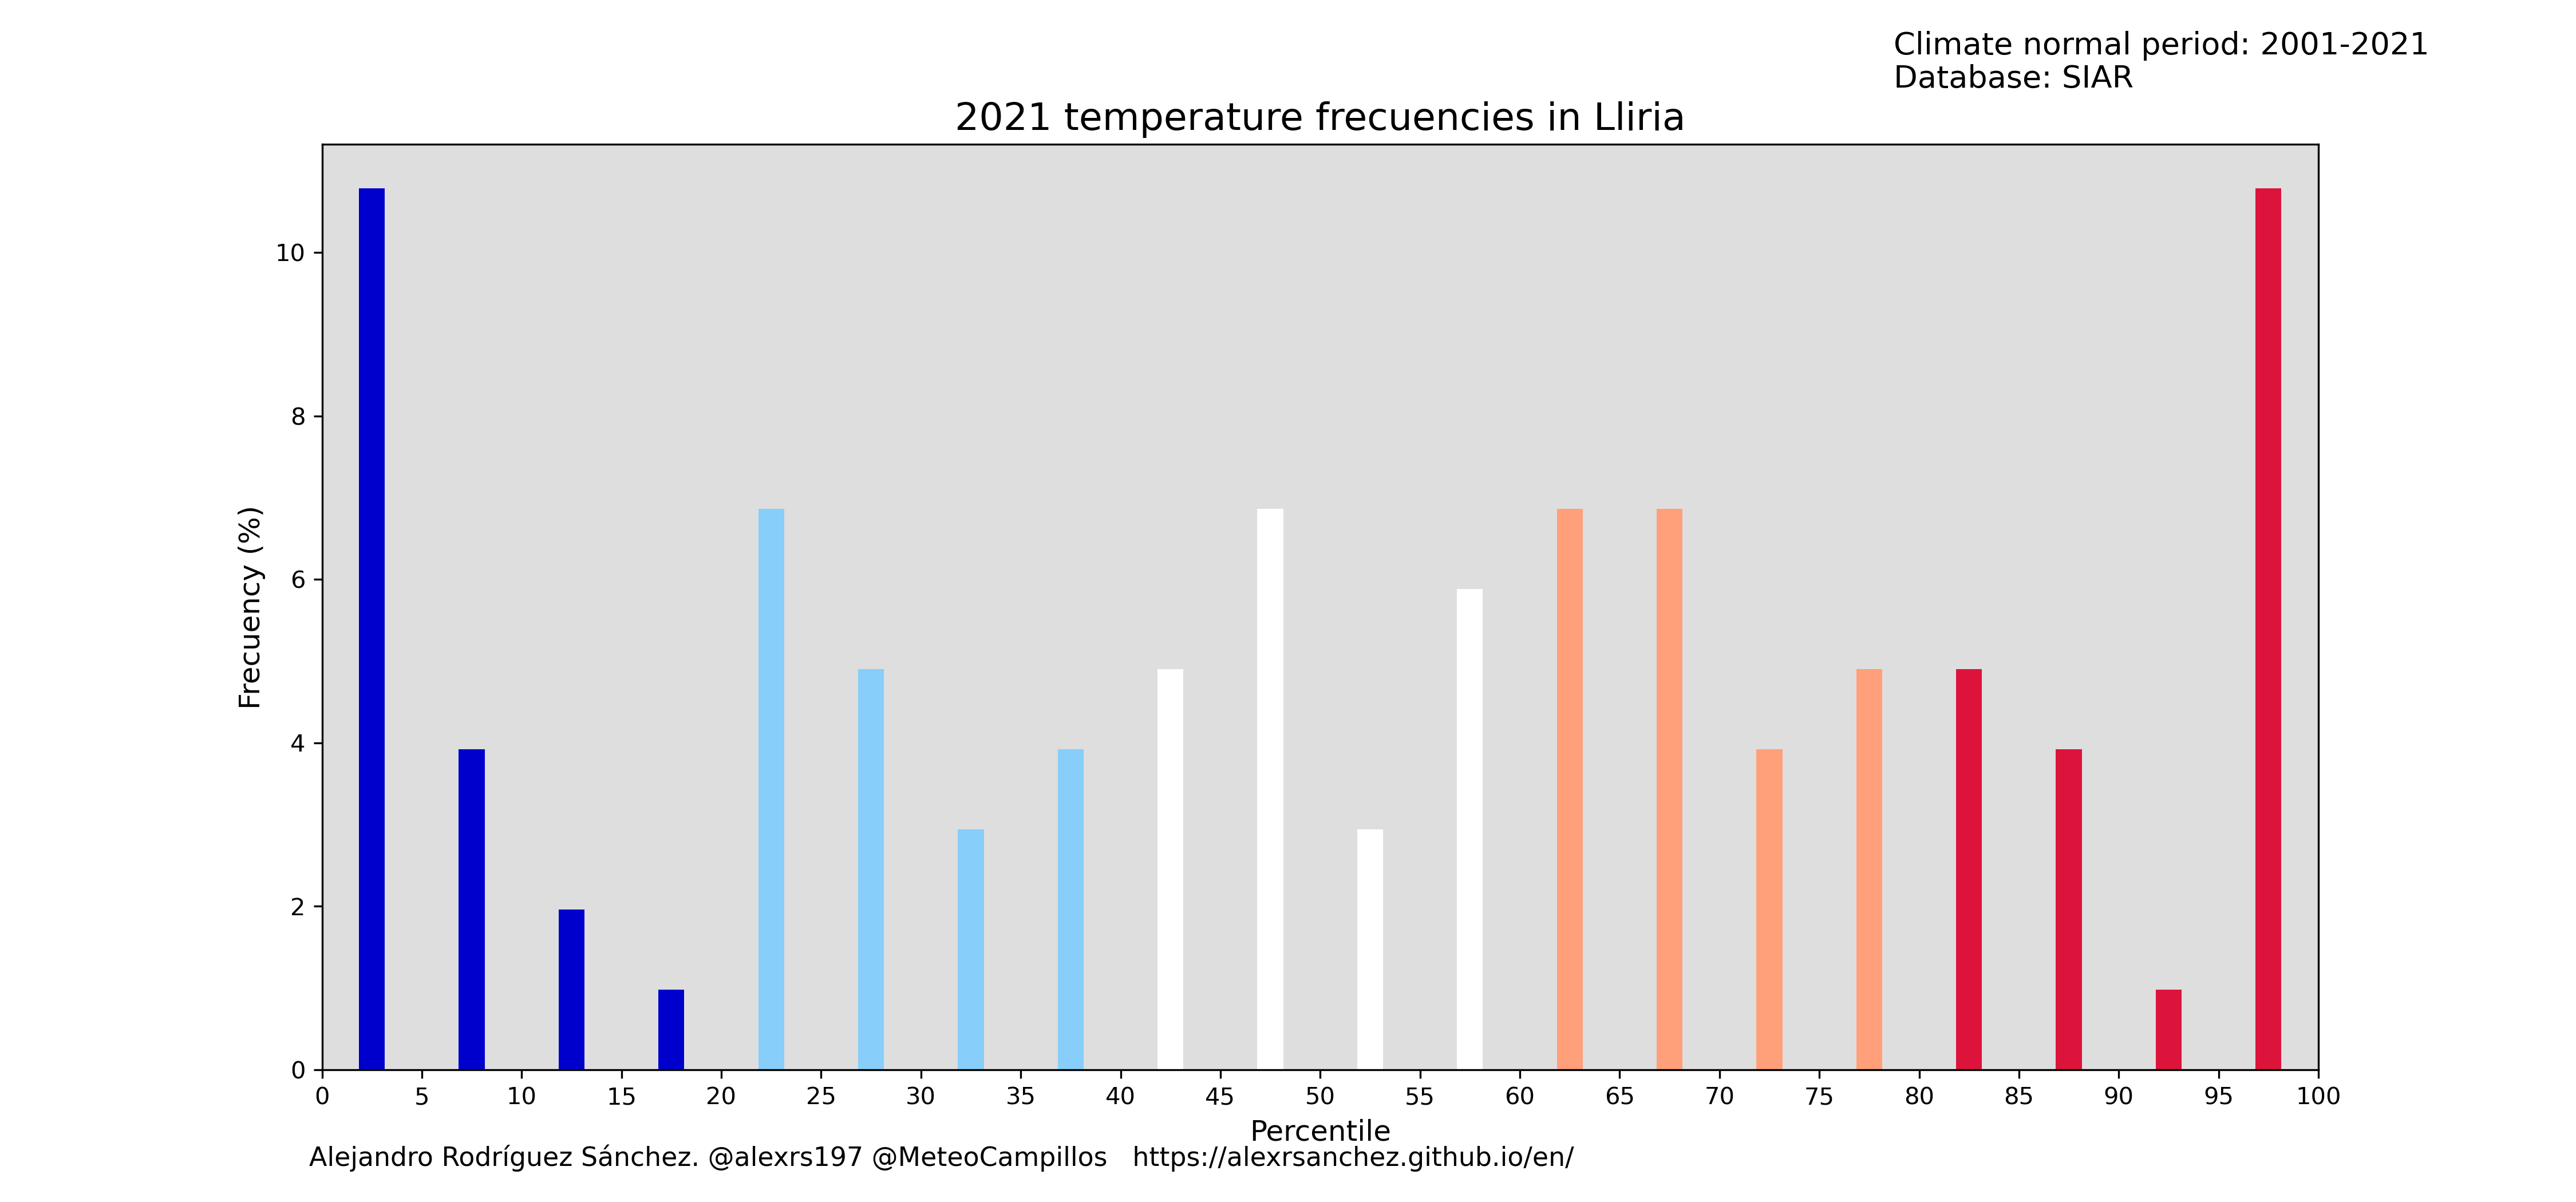 Climate normal period: 2001-2021
Database: SIAR
2021 temperature frecuencies in Lliria
Frecuency (%)
10
8
6
4
2
0
0 5 10 15 20 25 30 35 40 45 50 55 60 65 70 75 80 85 90 95 100
Percentile
Alejandro Rodríguez Sánchez. @alexrs197 @MeteoCampillos https://alexrsanchez.github.io/en/